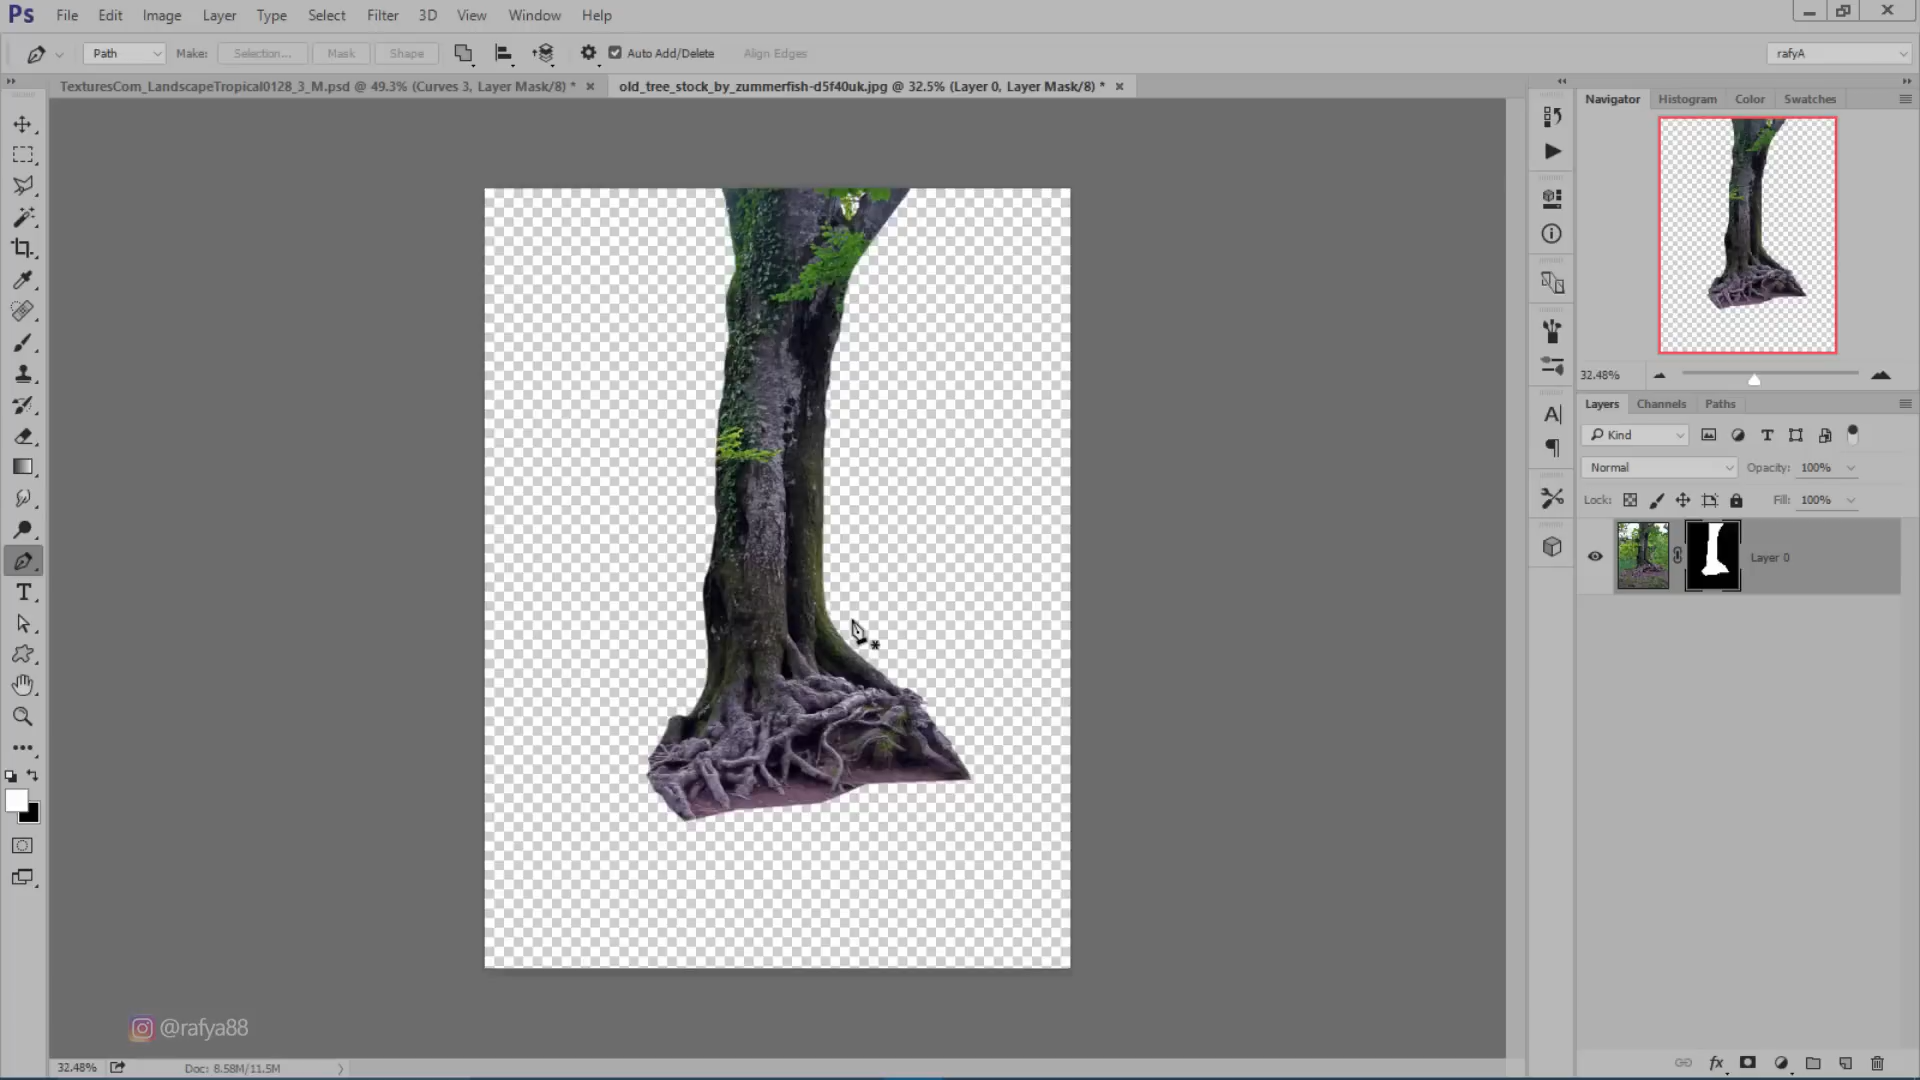 Ps File Edit Image Layer Type Select Filter 3D View Window Help
Path Make: Selection... Mask Shape Auto Add/Delete Align Edges rafyA
TexturesCom_LandscapeTropical0128_3_M.psd @ 49.3% (Curves 3, Layer Mask/8) * old_tree_stock_by_zummerfish-d5f40uk.jpg @ 32.5% (Layer 0, Layer Mask/8) *
Navigator Histogram Color Swatches
32.48%
Layers Channels Paths
Kind
Normal Opacity: 100%
Lock: Fill: 100%
Layer 0
@rafya88
32.48% Doc: 8.58M/11.5M